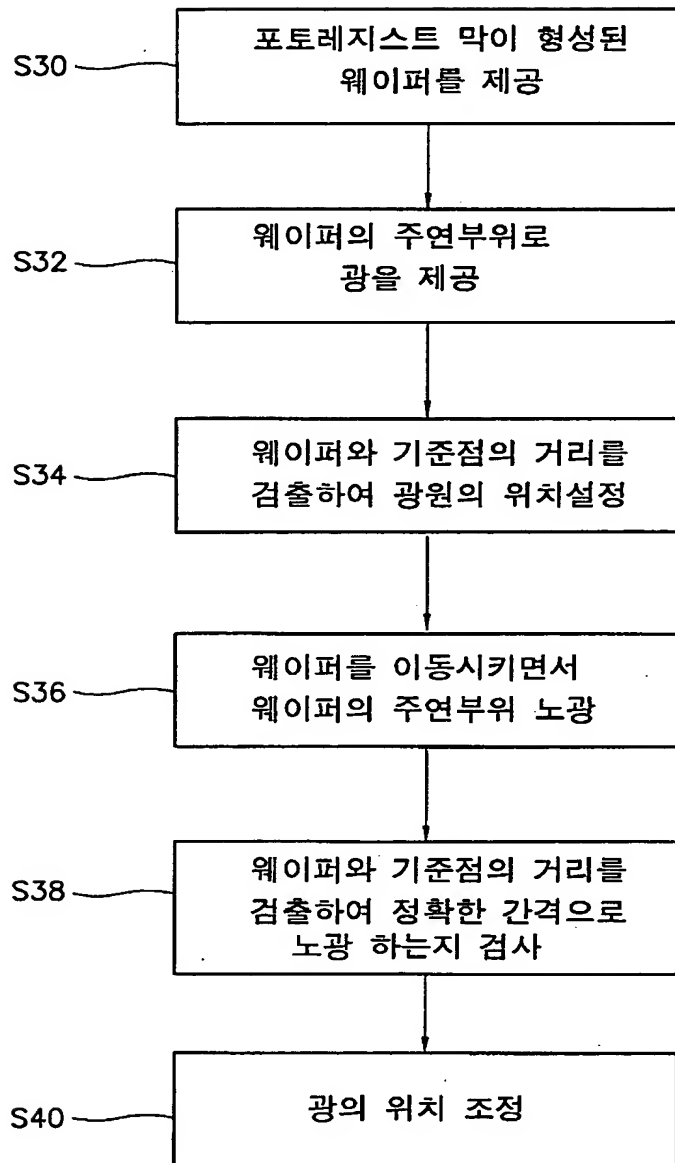 S30
포토레지스트 막이 형성된
웨이퍼를 제공
S32
웨이퍼의 주연부위로
광을 제공
S34
웨이퍼와 기준점의 거리를
검출하여 광원의 위치설정
S36
웨이퍼를 이동시키면서
웨이퍼의 주연부위 노광
S38
웨이퍼와 기준점의 거리를
검출하여 정확한 간격으로
노광 하는지 검사
S40
광의 위치 조정